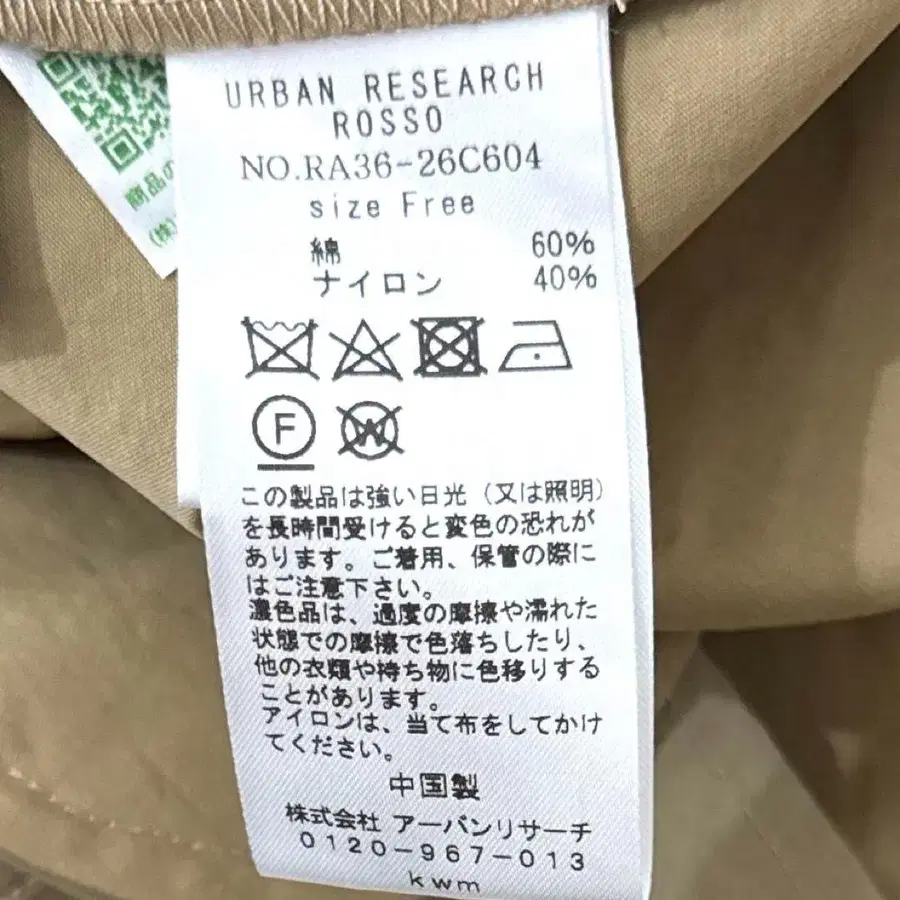 URBAN RESEARCH
ROSSO
NO.RA36-26C604
size Free
綿 60%
ナイロン 40%
F
W
この製品は強い日光（又は照明）
を長時間受けると変色の恐れが
あります。ご着用、保管の際に
はご注意下さい。
濃色品は、過度の摩擦や濡れた
状態での摩擦で色落ちしたり、
他の衣類や持ち物に色移りする
ことがあります。
アイロンは、当て布をしてかけ
てください。
中国製
株式会社 アーバンリサーチ
0120-967-013
kwm
商品の
(株)